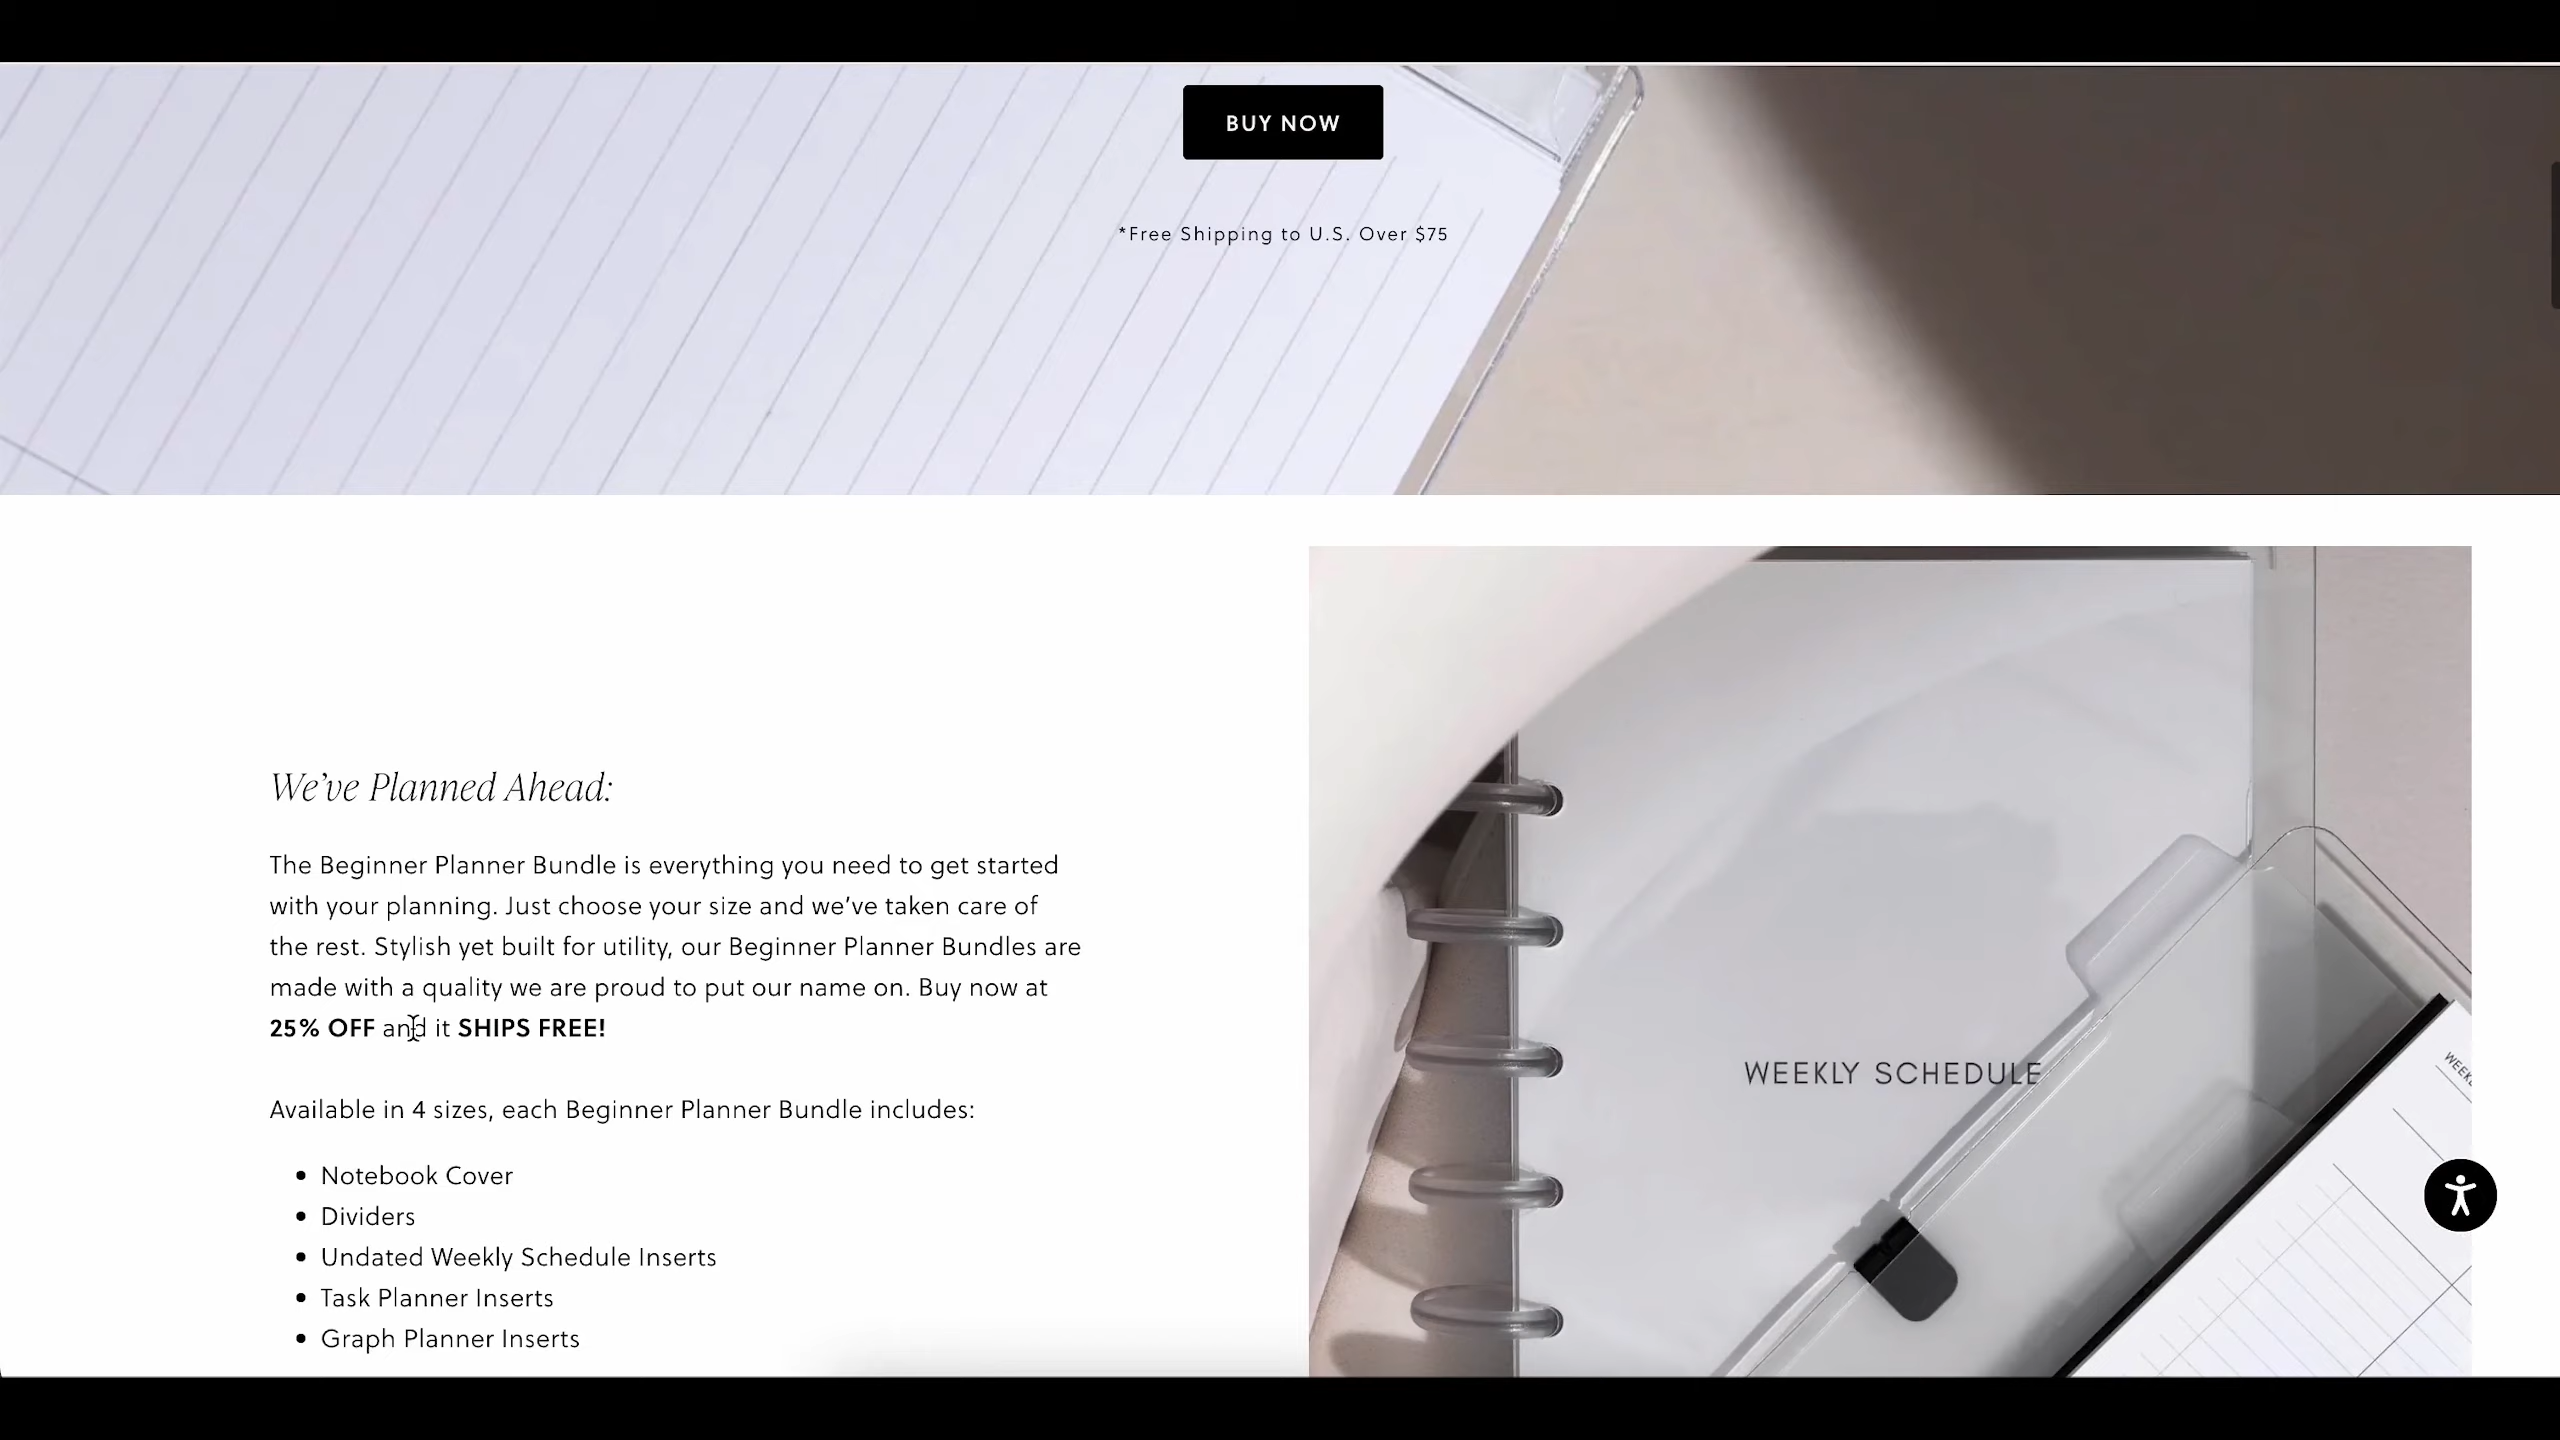 BUY NOW
*Free Shipping to U.S. Over $75
We’ve Planned Ahead:
The Beginner Planner Bundle is everything you need to get started
with your planning. Just choose your size and we’ve taken care of
the rest. Stylish yet built for utility, our Beginner Planner Bundles are
made with a quality we are proud to put our name on. Buy now at
25% OFF and it SHIPS FREE!
Available in 4 sizes, each Beginner Planner Bundle includes:
• Notebook Cover
• Dividers
• Undated Weekly Schedule Inserts
• Task Planner Inserts
• Graph Planner Inserts
WEEKLY SCHEDULE